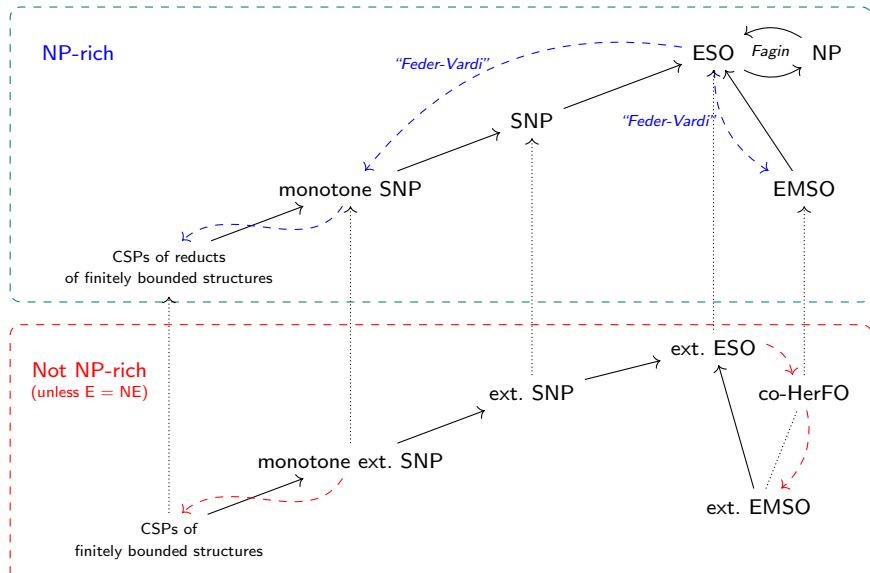 NP-rich
ESO
Fagin
NP
“Feder-Vardi”
SNP
“Feder-Vardi”
monotone SNP
EMSO
CSPs of reducts
of finitely bounded structures
Not NP-rich
(unless E = NE)
ext. ESO
ext. SNP
co-HerFO
monotone ext. SNP
ext. EMSO
CSPs of
finitely bounded structures